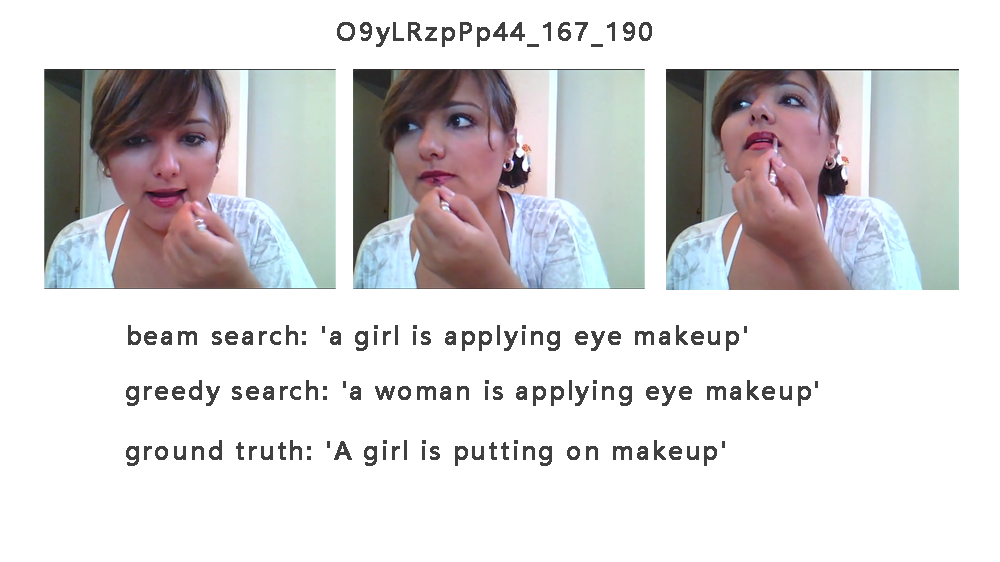 O9yLRzpPp44_167_190
beam search: 'a girl is applying eye makeup'
greedy search: 'a woman is applying eye makeup'
ground truth: 'A girl is putting on makeup'